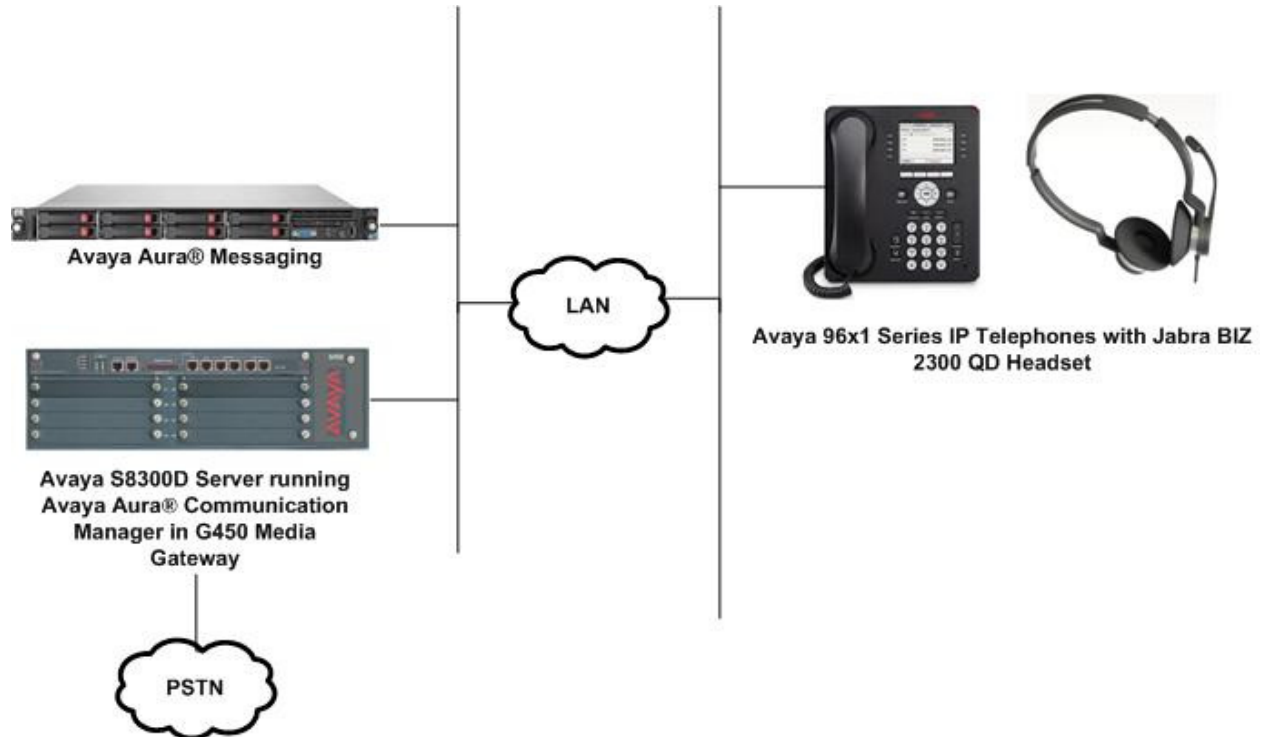 Avaya Aura® Messaging
LAN
Avaya 96x1 Series IP Telephones with Jabra BIZ
2300 QD Headset
AVAYA
Avaya S8300D Server running
Avaya Aura® Communication
Manager in G450 Media
Gateway
PSTN